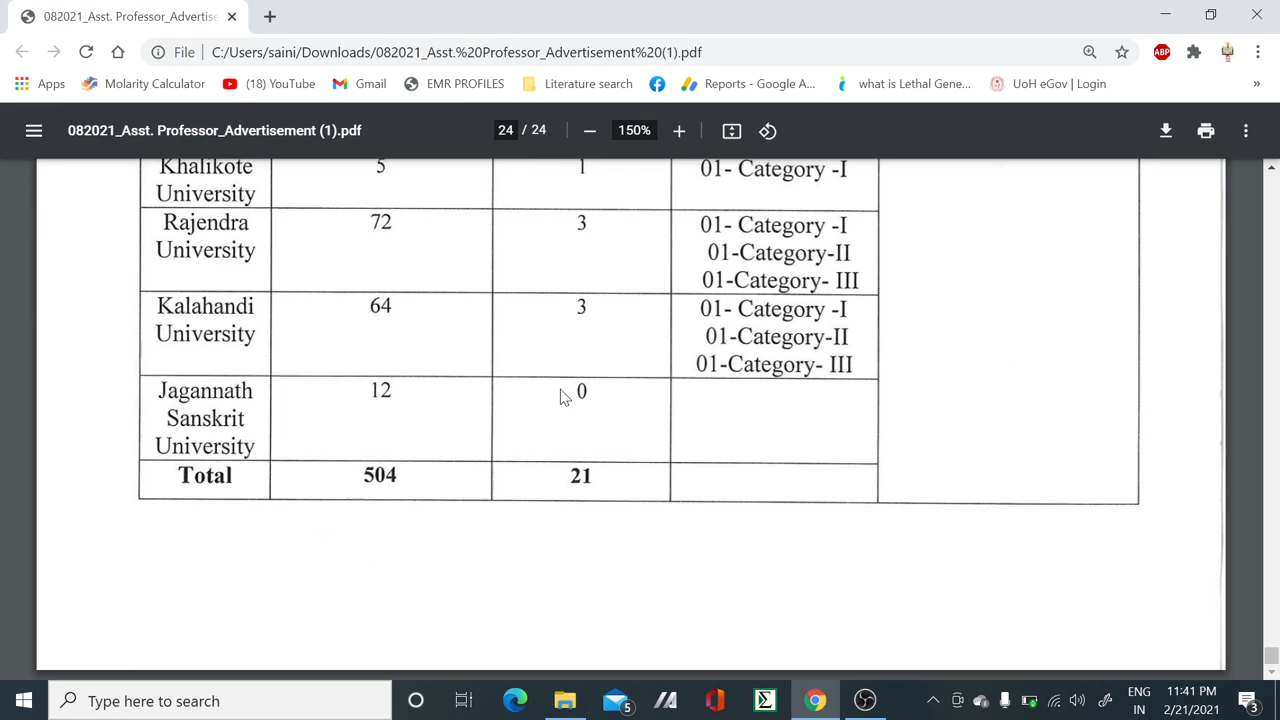 082021_Asst. Professor_Advertise
File C:/Users/saini/Downloads/082021_Asst.%20Professor_Advertisement%20(1).pdf
ABP
Apps Molarity Calculator (18) YouTube Gmail EMR PROFILES Literature search Reports - Google A... what is Lethal Gene... UoH eGov | Login »
082021_Asst. Professor_Advertisement (1).pdf 24 / 24 150%
Khalikote 5 1 01- Category -I
University
Rajendra 72 3 01- Category -I
University 01-Category-II
01-Category- III
Kalahandi 64 3 01- Category -I
University 01-Category-II
01-Category- III
Jagannath 12 0
Sanskrit
University
Total 504 21
Type here to search 5 ENG 11:41 PM
IN 2/21/2021 3